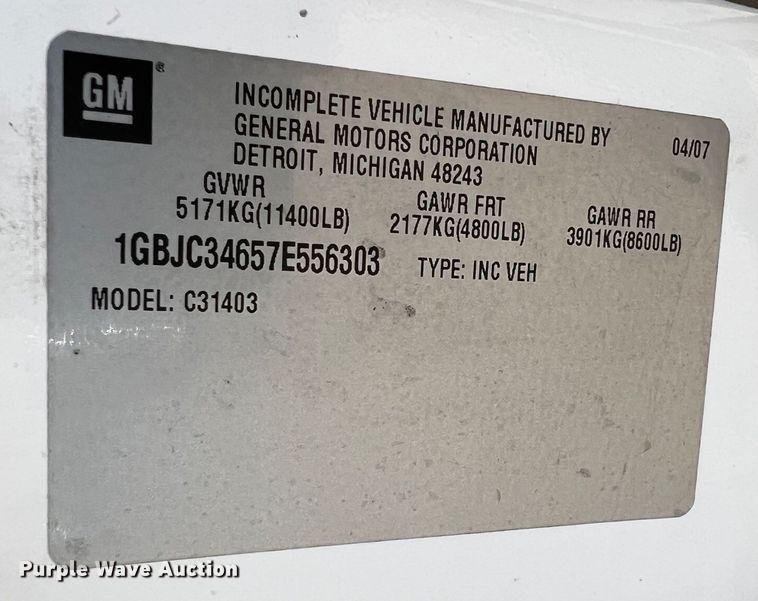 GM®
INCOMPLETE VEHICLE MANUFACTURED BY
GENERAL MOTORS CORPORATION
DETROIT, MICHIGAN 48243
04/07
GVWR
5171KG(11400LB)
GAWR FRT
2177KG(4800LB)
GAWR RR
3901KG(8600LB)
1GBJC34657E556303
TYPE: INC VEH
MODEL: C31403
Purple Wave Auction